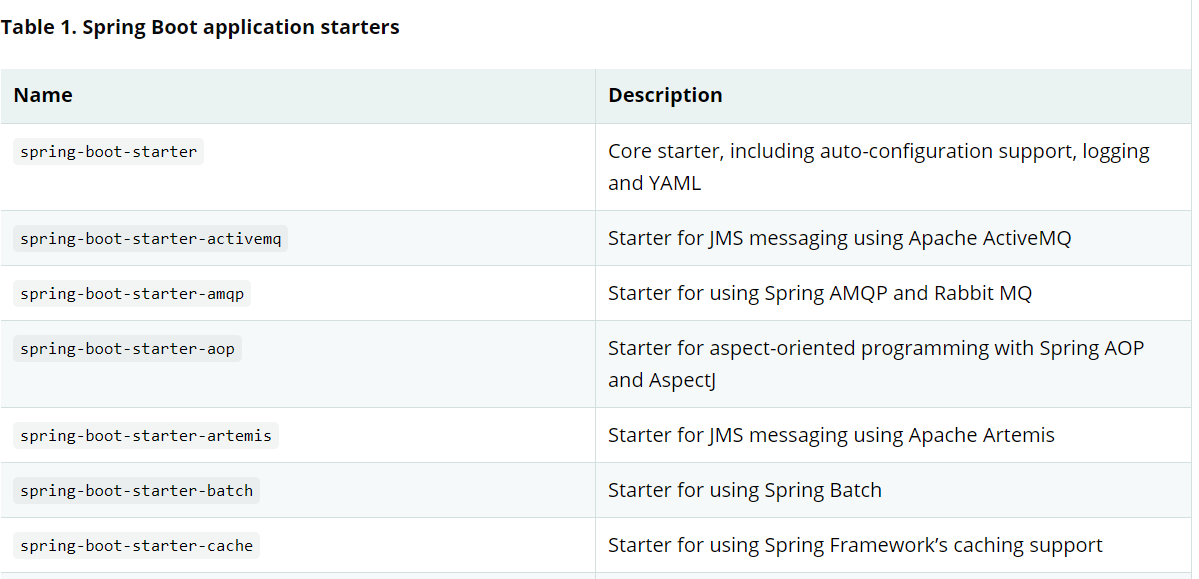 Table 1. Spring Boot application starters
Name
Description
spring-boot-starter
Core starter, including auto-configuration support, logging
and YAML
spring-boot-starter-activemq
Starter for JMS messaging using Apache ActiveMQ
spring-boot-starter-amqp
Starter for using Spring AMQP and Rabbit MQ
spring-boot-starter-aop
Starter for aspect-oriented programming with Spring AOP
and AspectJ
spring-boot-starter-artemis
Starter for JMS messaging using Apache Artemis
spring-boot-starter-batch
Starter for using Spring Batch
spring-boot-starter-cache
Starter for using Spring Framework’s caching support